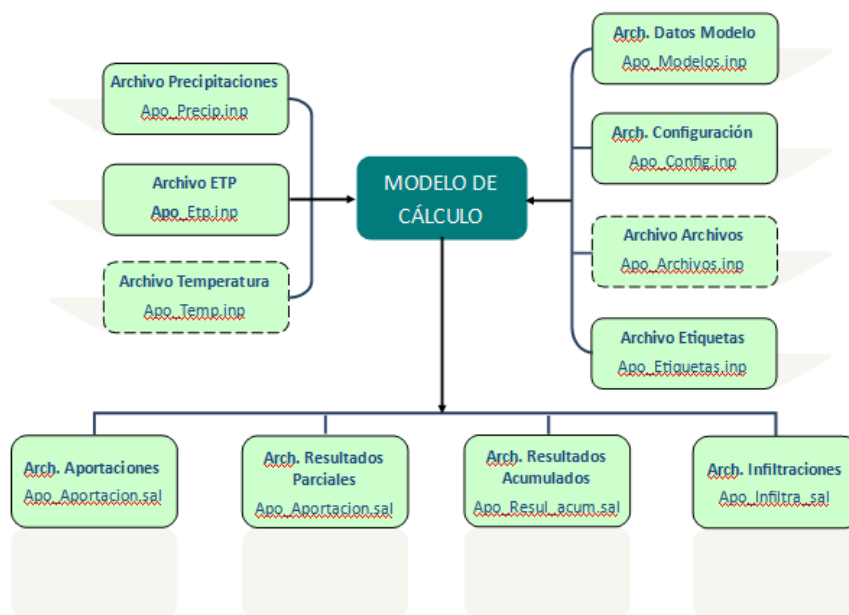 Archivo Precipitaciones
Apo_Precip.inp
Archivo ETP
Apo_Etp.inp
Archivo Temperatura
Apo_Temp.inp
MODELO DE
CÁLCULO
Arch. Datos Modelo
Apo_Modelos.inp
Arch. Configuración
Apo_Config.inp
Archivo Archivos
Apo_Archivos.inp
Archivo Etiquetas
Apo_Etiquetas.inp
Arch. Aportaciones
Apo_Aportacion.sal
Arch. Resultados
Parciales
Apo_Aportacion.sal
Arch. Resultados
Acumulados
Apo_Resul_acum.sal
Arch. Infiltraciones
Apo_Infiltra_sal